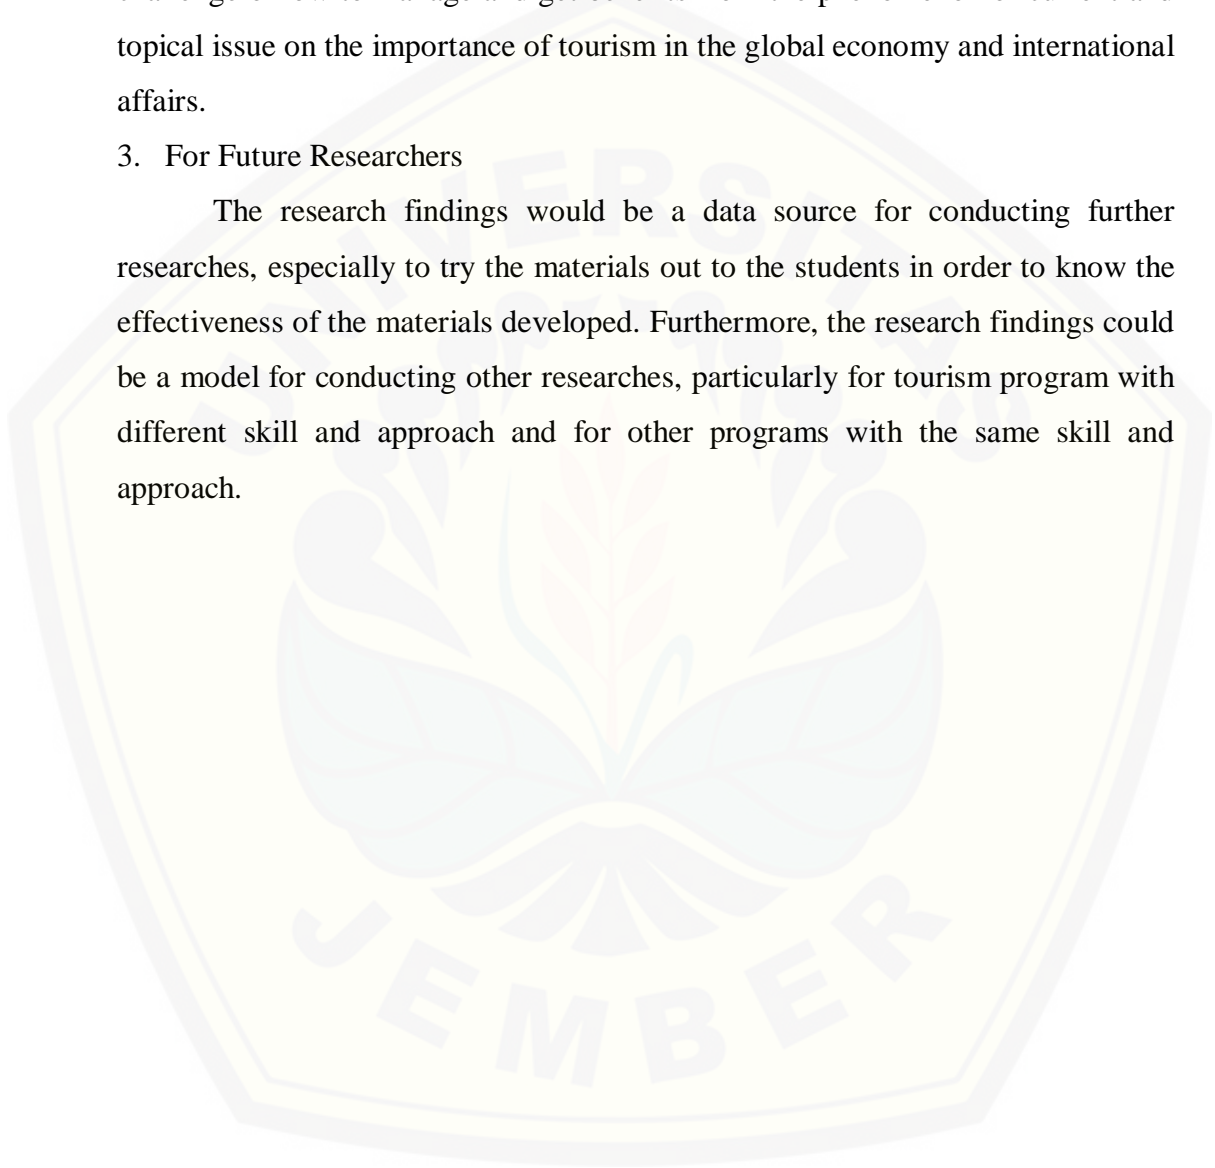 topical issue on the importance of tourism in the global economy and international
affairs.
3. For Future Researchers
The research findings would be a data source for conducting further
researches, especially to try the materials out to the students in order to know the
effectiveness of the materials developed. Furthermore, the research findings could
be a model for conducting other researches, particularly for tourism program with
different skill and approach and for other programs with the same skill and
approach.
UNIVERSITAS
JEMBER